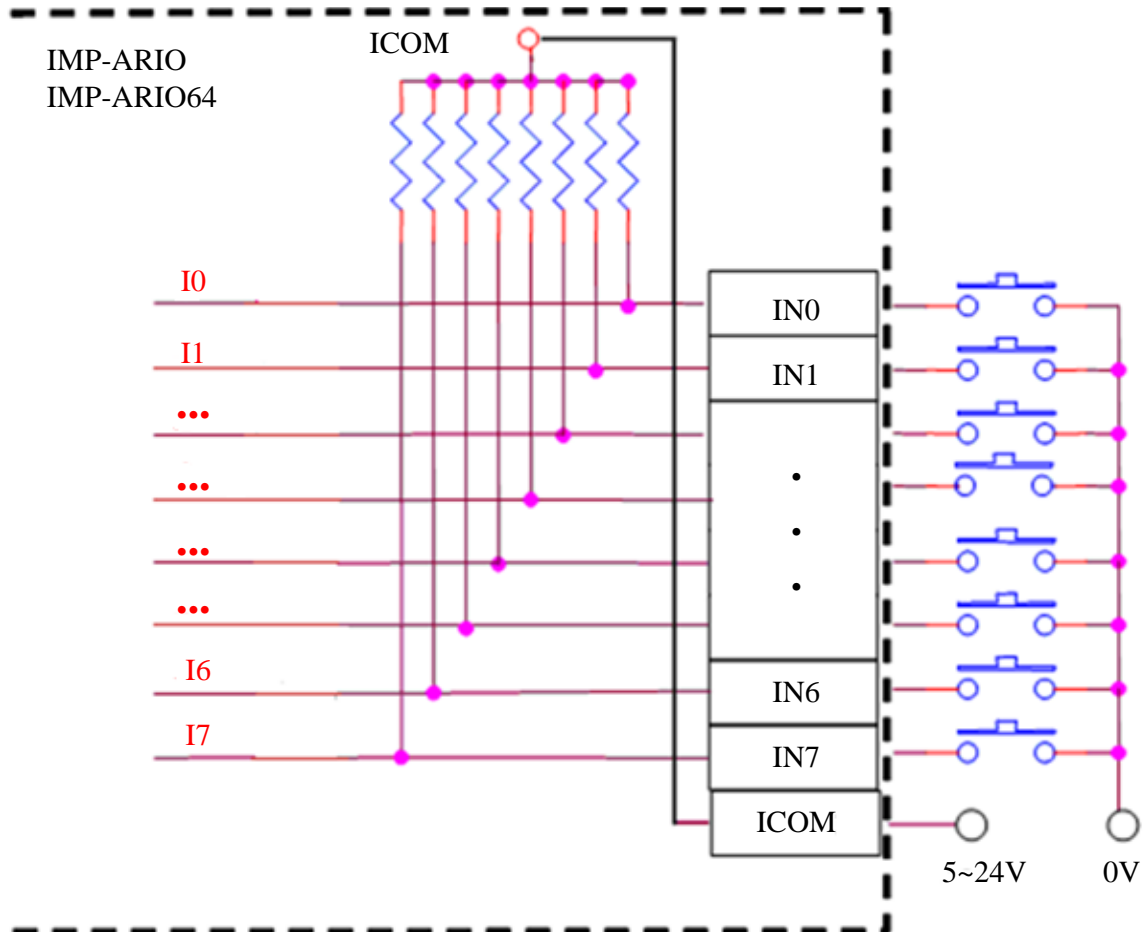 IMP-ARIO
IMP-ARIO64
ICOM
I0
IN0
I1
IN1
...
...
...
...
I6
IN6
I7
IN7
ICOM
5~24V
0V